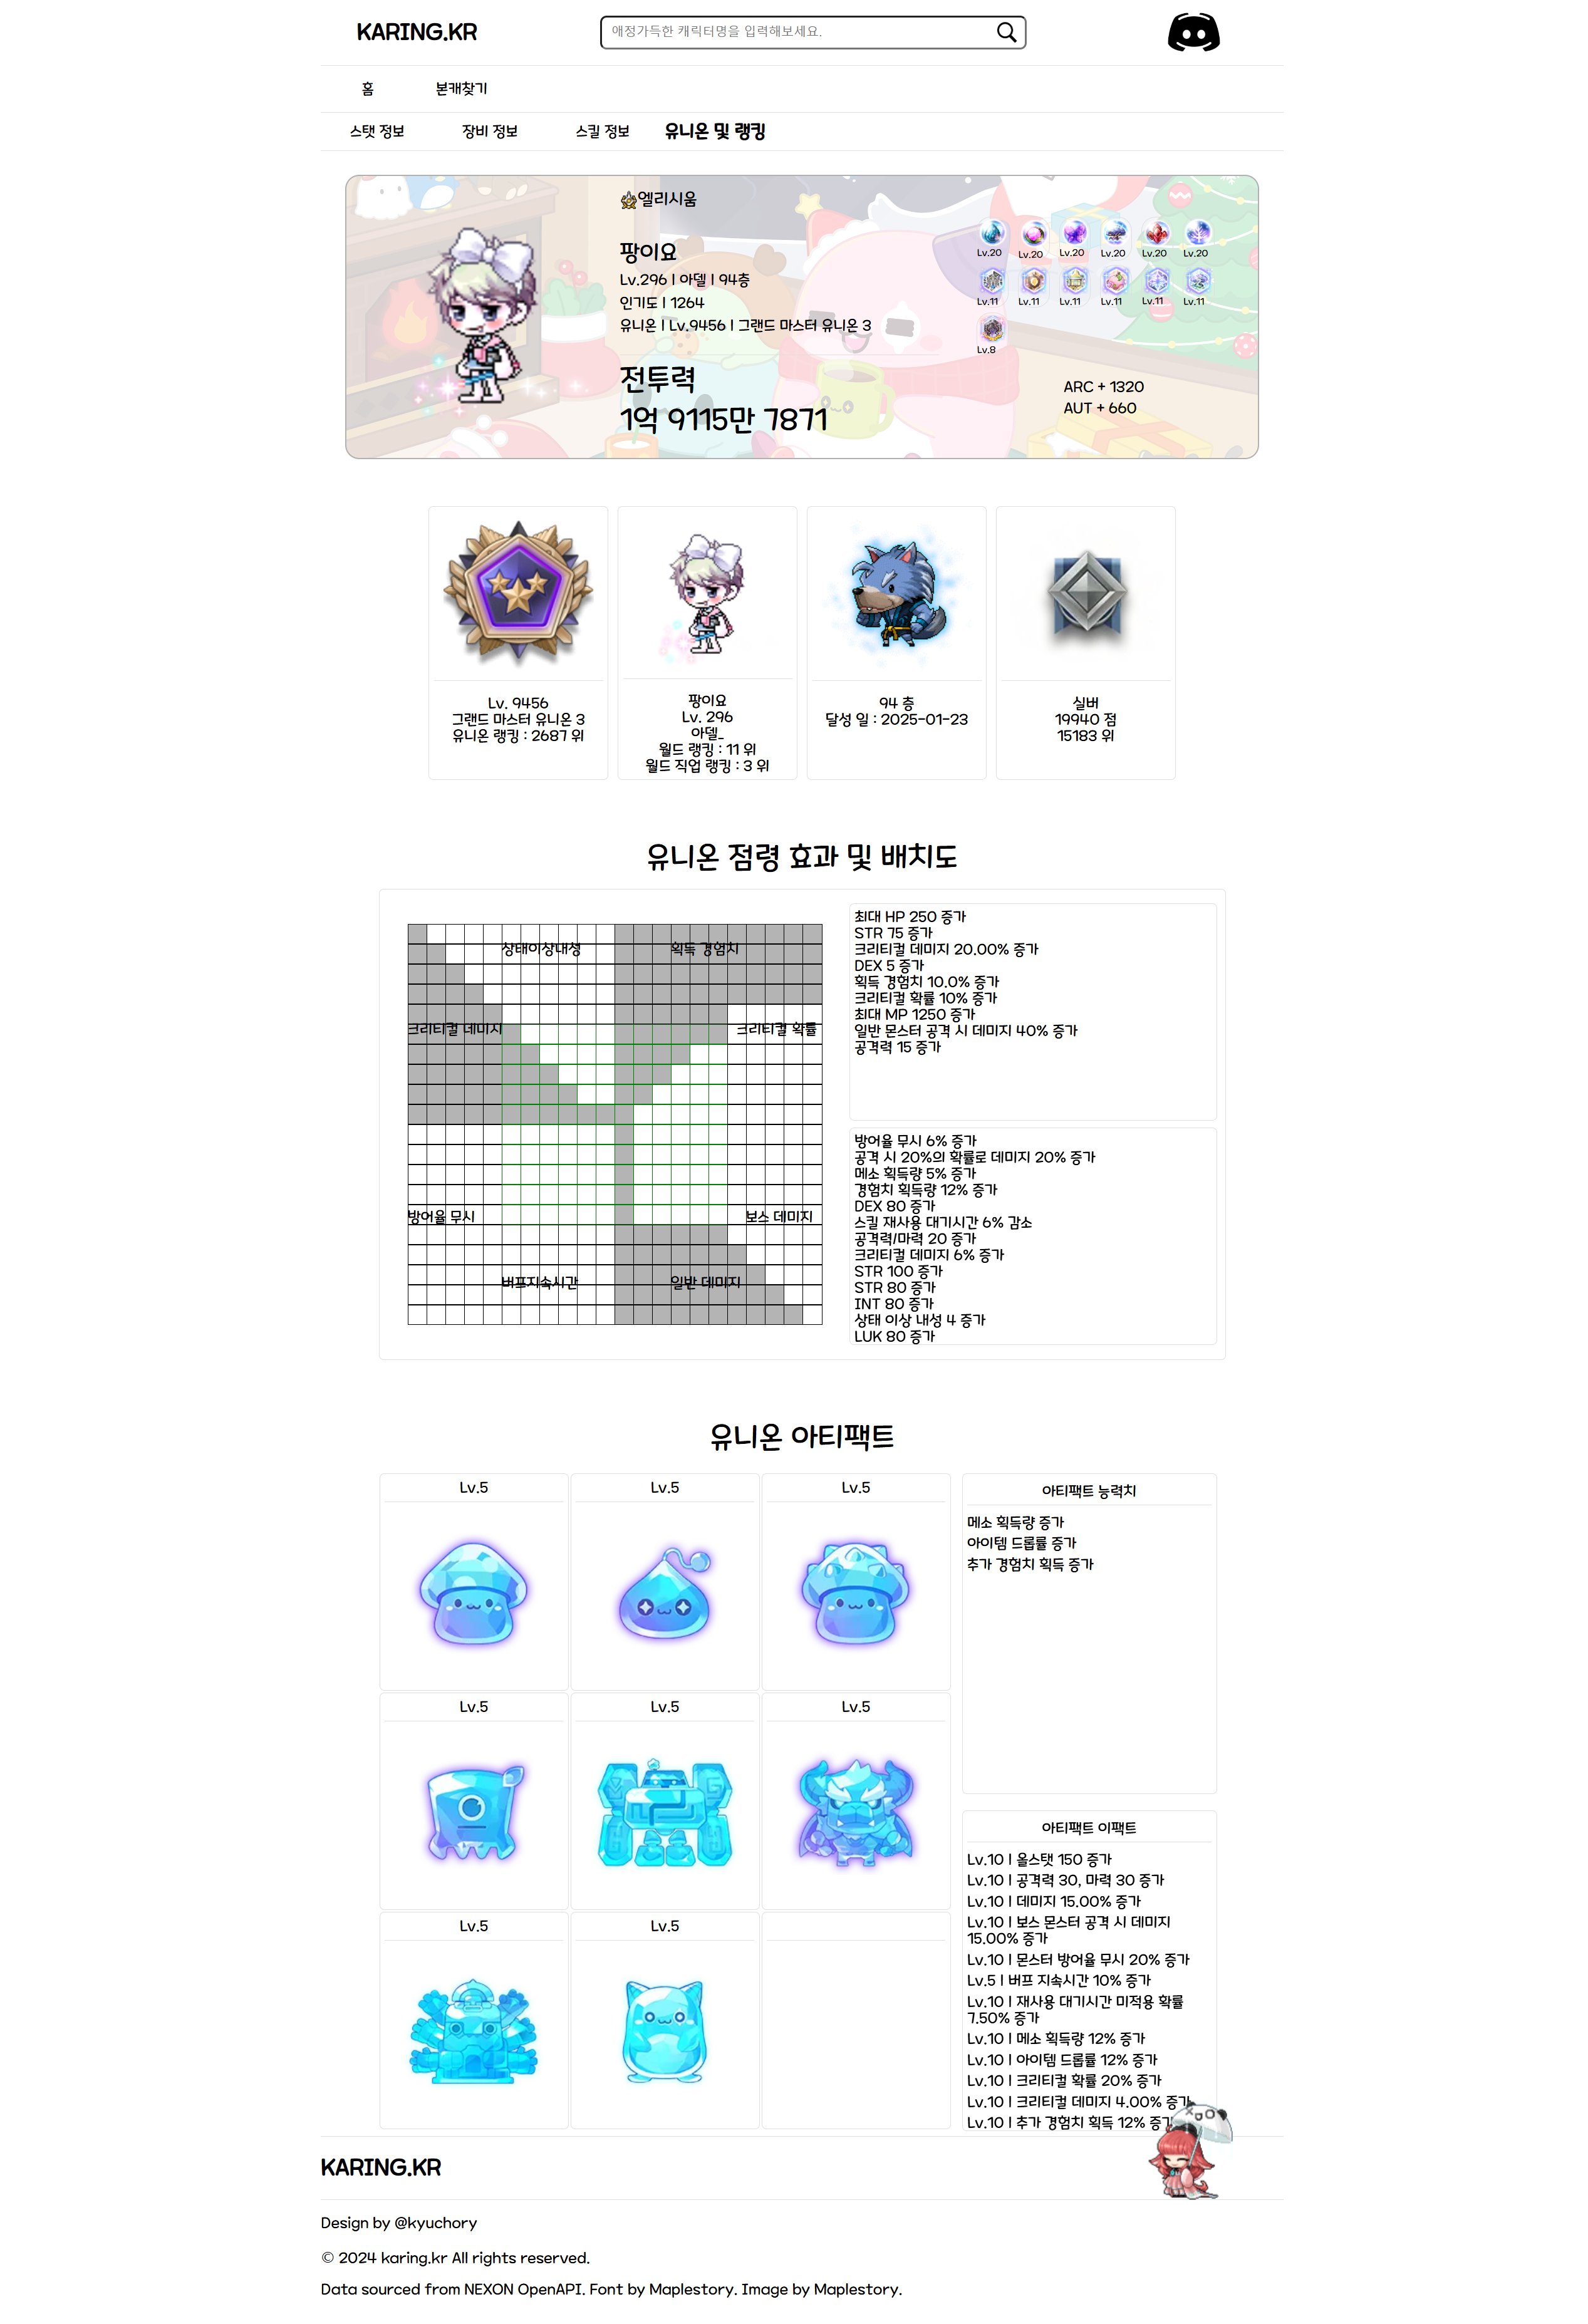 KARING.KR
애정가득한 캐릭터명을 입력해보세요.
홈
본캐찾기
스탯 정보
장비 정보
스킬 정보
유니온 및 랭킹
엘리시움
팡이요
Lv.296 | 아델 | 94층
인기도 | 1264
유니온 | Lv.9456 | 그랜드 마스터 유니온 3
전투력
1억 9115만 7871
Lv.20
Lv.20
Lv.20
Lv.20
Lv.20
Lv.20
Lv.11
Lv.11
Lv.11
Lv.11
Lv.11
Lv.11
Lv.8
ARC + 1320
AUT + 660
Lv. 9456
그랜드 마스터 유니온 3
유니온 랭킹 : 2687 위
팡이요
Lv. 296
아델_
월드 랭킹 : 11 위
월드 직업 랭킹 : 3 위
94 층
달성 일 : 2025-01-23
실버
19940 점
15183 위
유니온 점령 효과 및 배치도
상태이상내성
획득 경험치
크리티컬 데미지
크리티컬 확률
방어율 무시
보스 데미지
버프지속시간
일반 데미지
최대 HP 250 증가
STR 75 증가
크리티컬 데미지 20.00% 증가
DEX 5 증가
획득 경험치 10.0% 증가
크리티컬 확률 10% 증가
최대 MP 1250 증가
일반 몬스터 공격 시 데미지 40% 증가
공격력 15 증가
방어율 무시 6% 증가
공격 시 20%의 확률로 데미지 20% 증가
메소 획득량 5% 증가
경험치 획득량 12% 증가
DEX 80 증가
스킬 재사용 대기시간 6% 감소
공격력/마력 20 증가
크리티컬 데미지 6% 증가
STR 100 증가
STR 80 증가
INT 80 증가
상태 이상 내성 4 증가
LUK 80 증가
유니온 아티팩트
Lv.5
Lv.5
Lv.5
Lv.5
Lv.5
Lv.5
Lv.5
Lv.5
아티팩트 능력치
메소 획득량 증가
아이템 드롭률 증가
추가 경험치 획득 증가
아티팩트 이팩트
Lv.10 | 올스탯 150 증가
Lv.10 | 공격력 30, 마력 30 증가
Lv.10 | 데미지 15.00% 증가
Lv.10 | 보스 몬스터 공격 시 데미지
15.00% 증가
Lv.10 | 몬스터 방어율 무시 20% 증가
Lv.5 | 버프 지속시간 10% 증가
Lv.10 | 재사용 대기시간 미적용 확률
7.50% 증가
Lv.10 | 메소 획득량 12% 증가
Lv.10 | 아이템 드롭률 12% 증가
Lv.10 | 크리티컬 확률 20% 증가
Lv.10 | 크리티컬 데미지 4.00% 증가
Lv.10 | 추가 경험치 획득 12% 증가
KARING.KR
Design by @kyuchory
© 2024 karing.kr All rights reserved.
Data sourced from NEXON OpenAPI. Font by Maplestory. Image by Maplestory.